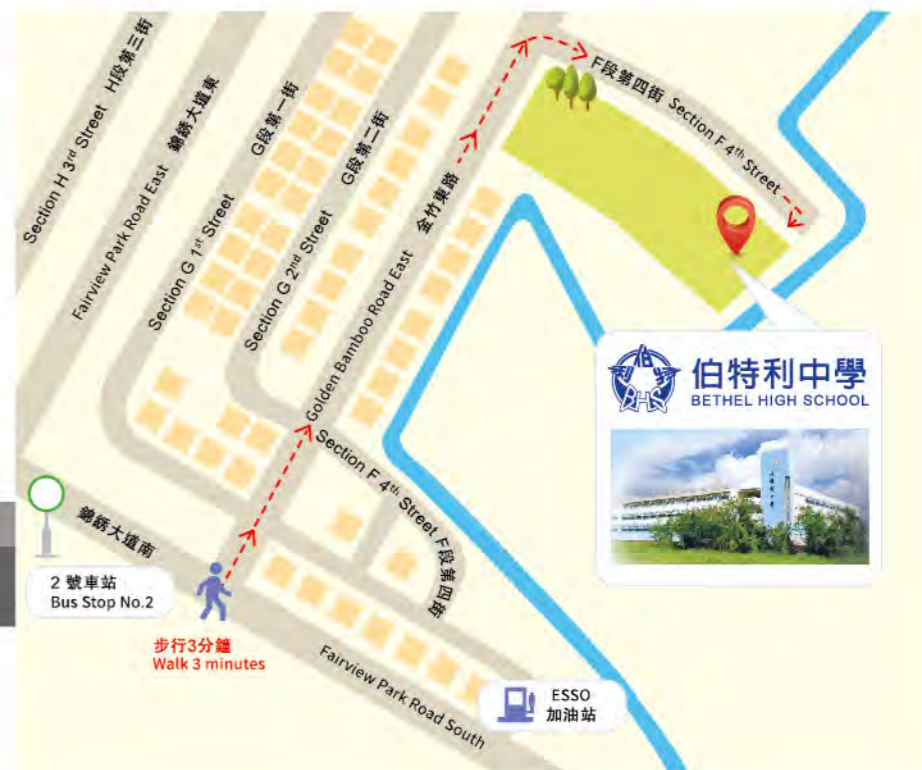 Section H 3rd Street H段第三街
Fairview Park Road East 錦綉大道東
Section G 1st Street G段第一街
Section G 2nd Street G段第二街
Golden Bamboo Road East 金竹東路
F段第四街 Section F 4th Street
伯特利中學
BETHEL HIGH SCHOOL
伯特利
BHS
Section F 4th Street F段第四街
錦綉大道南
2 號車站
Bus Stop No.2
步行3分鐘
Walk 3 minutes
Fairview Park Road South
ESSO
加油站